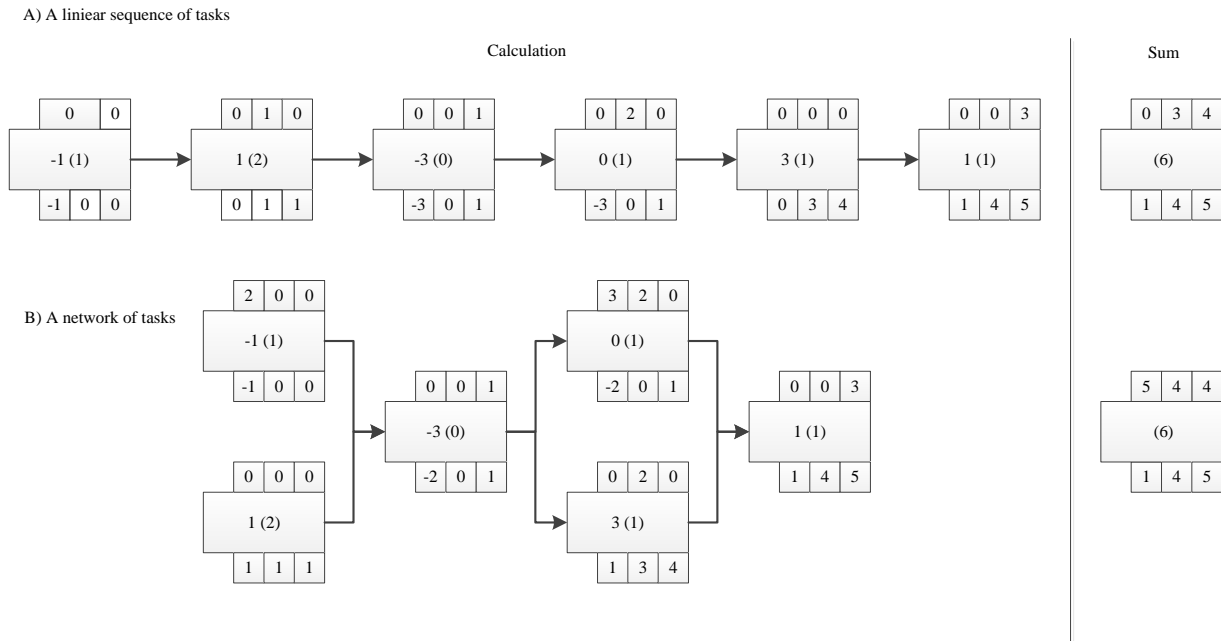 A) A liniear sequence of tasks
Calculation Sum
0 0 0 1 0 0 0 1 0 2 0 0 0 0 0 0 3 0 3 4
-1 (1) 1 (2) -3 (0) 0 (1) 3 (1) 1 (1) (6)
-1 0 0 0 1 1 -3 0 1 -3 0 1 0 3 4 1 4 5 1 4 5
B) A network of tasks
2 0 0 3 2 0
-1 (1) 0 (1)
-1 0 0 -2 0 1
0 0 1 0 0 3 5 4 4
-3 (0) 1 (1) (6)
-2 0 1 1 4 5 1 4 5
0 0 0 0 2 0
1 (2) 3 (1)
1 1 1 1 3 4